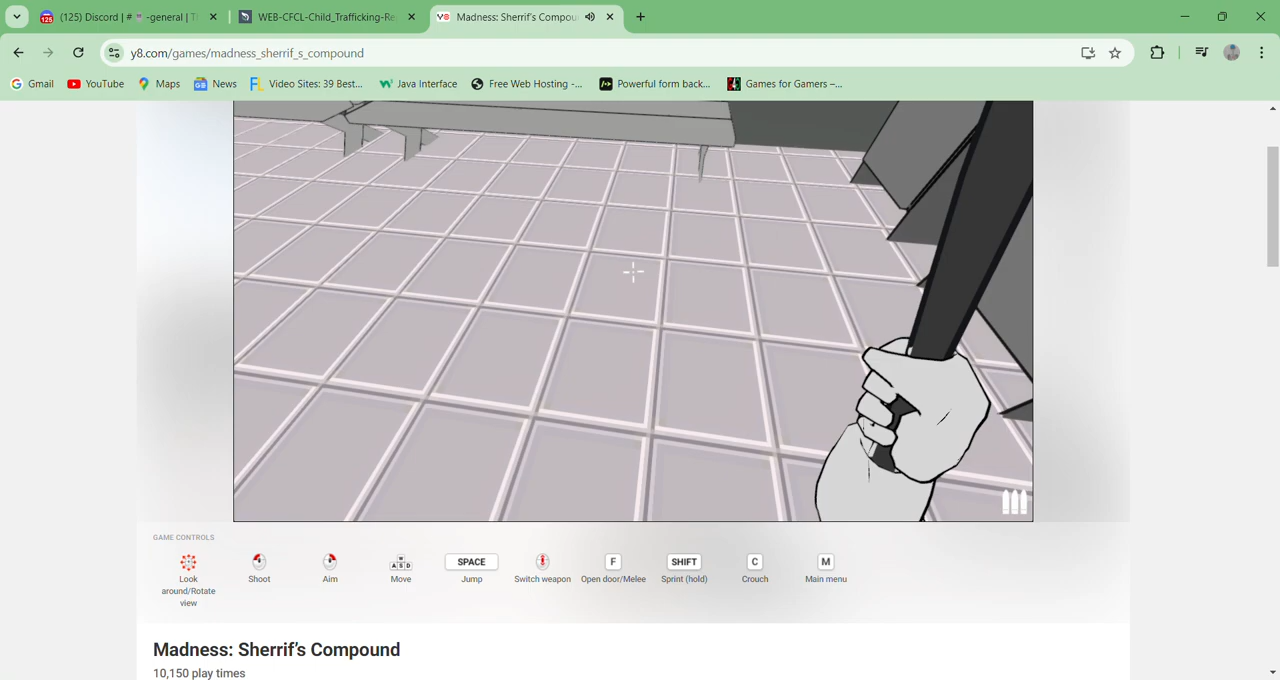 (125) Discord | # -general | T
WEB-CFCL-Child_Trafficking-Re
Madness: Sherrif's Compou
y8.com/games/madness_sherrif_s_compound
Gmail
YouTube
Maps
News
Video Sites: 39 Best...
Java Interface
Free Web Hosting -...
Powerful form back...
Games for Gamers –...
GAME CONTROLS
SPACE
F
SHIFT
C
M
Look around/Rotate view
Shoot
Aim
Move
Jump
Switch weapon
Open door/Melee
Sprint (hold)
Crouch
Main menu
Madness: Sherrif's Compound
10,150 play times